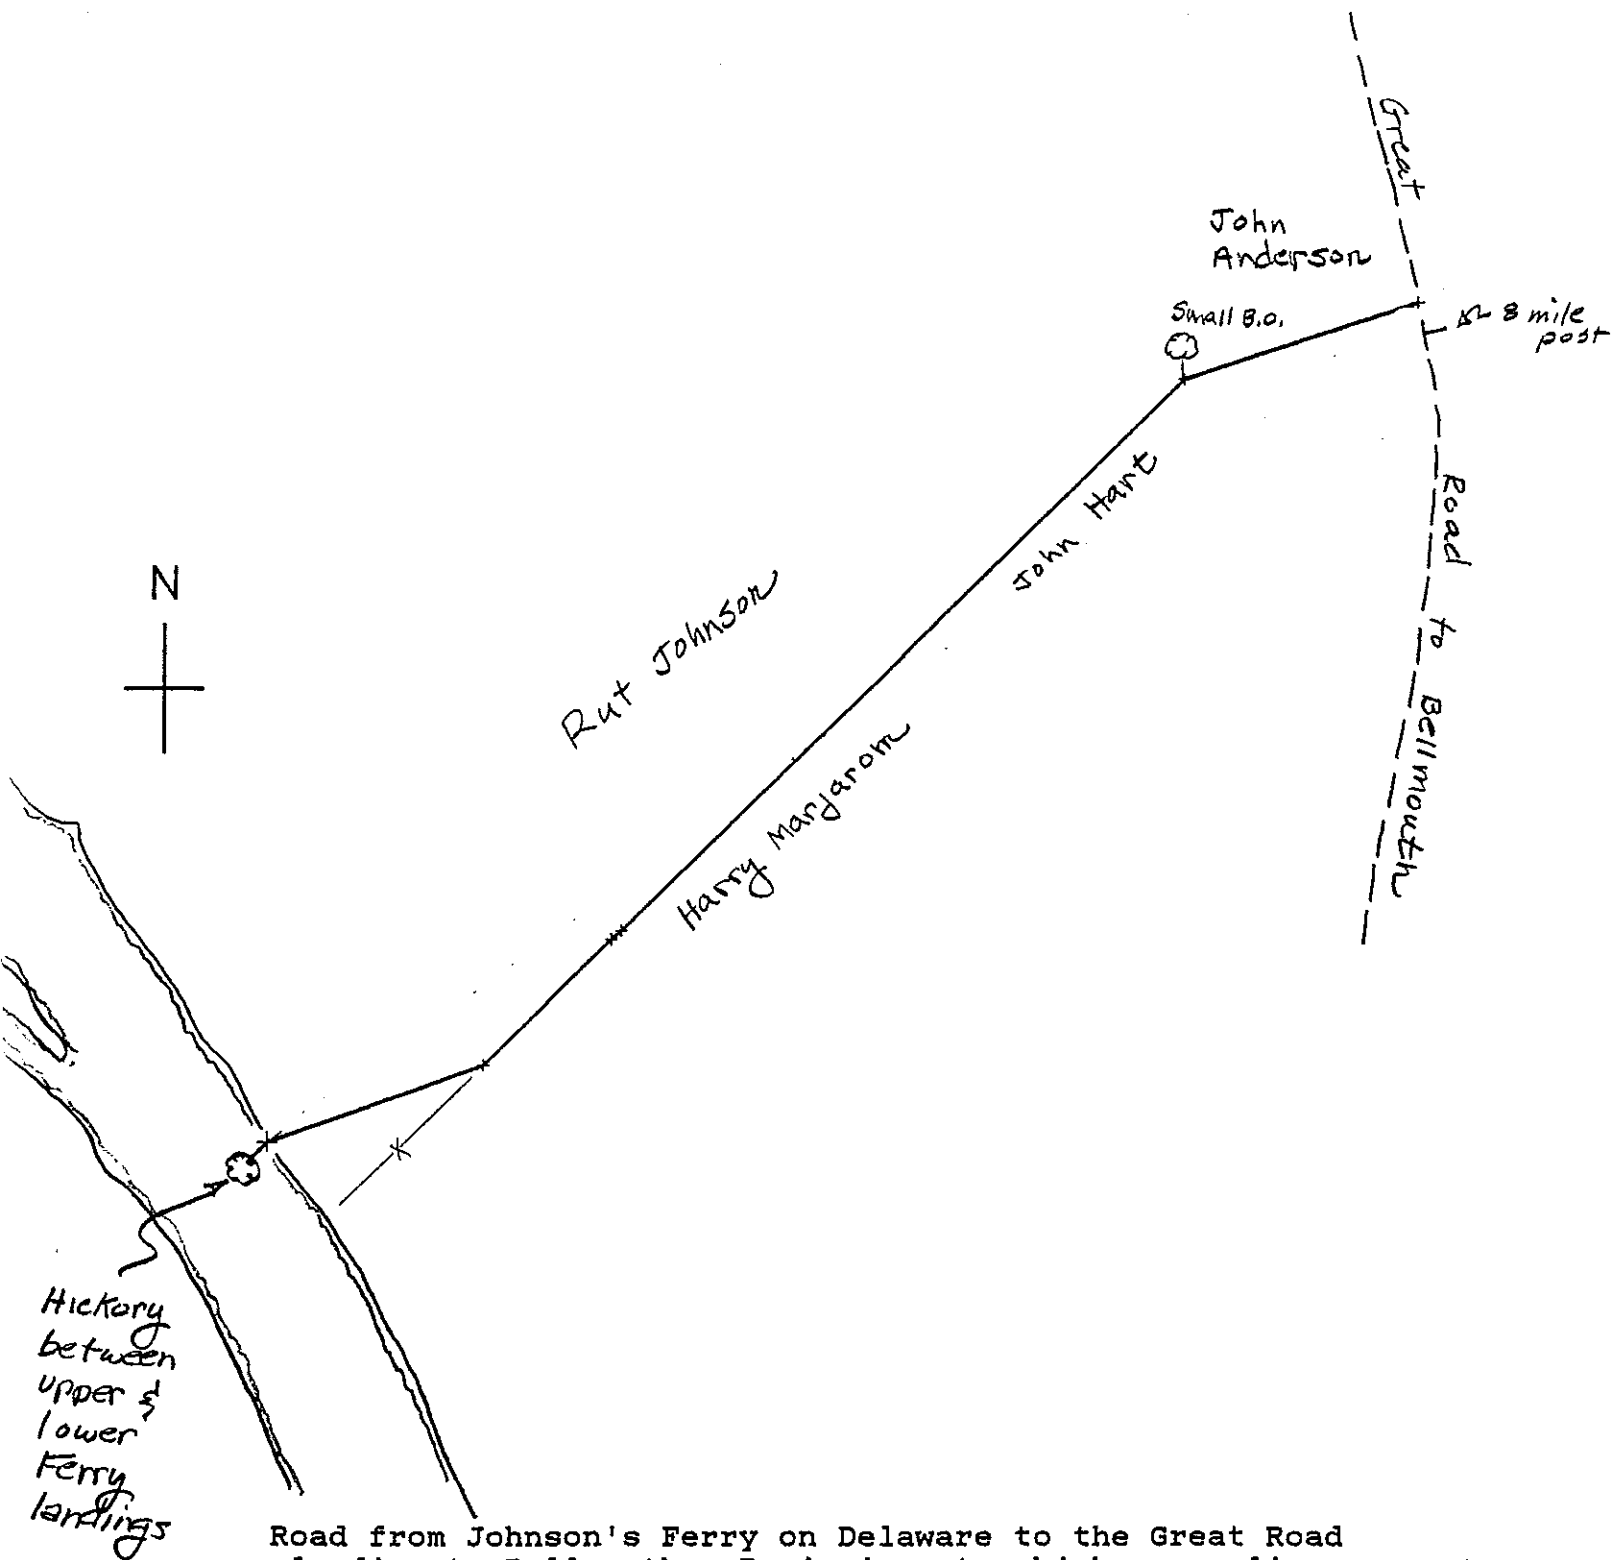 Great
John
Anderson
Small B.O.
8 mile
post
John Hart
Road to Bellmouth
N
Rut Johnson
Harry Marjarom
Hickory
between
upper &
lower
Ferry
landings
Road from Johnson's Ferry on Delaware to the Great Road